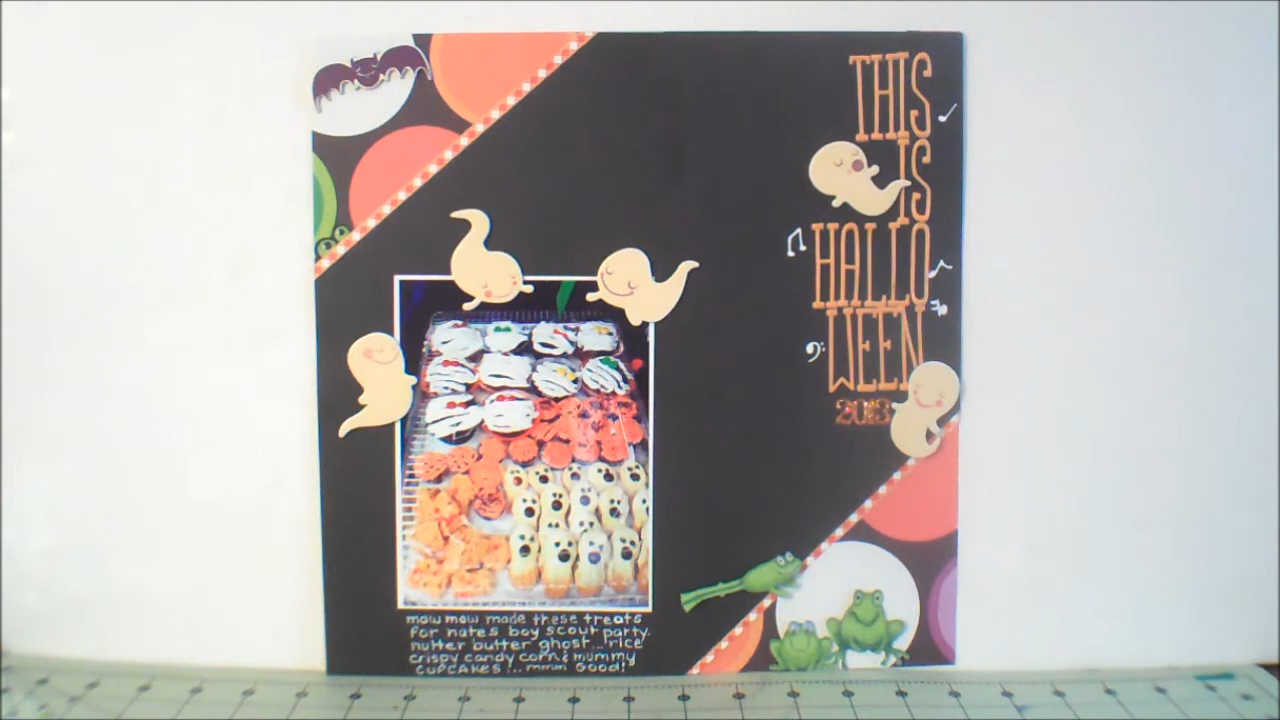 THIS
IS
HALLO
WEEN
2013
maw maw made these treats
for nates boy scout party.
nutter butter ghost... rice
crispy candy corn & mummy
cupcakes!... mmm Good!